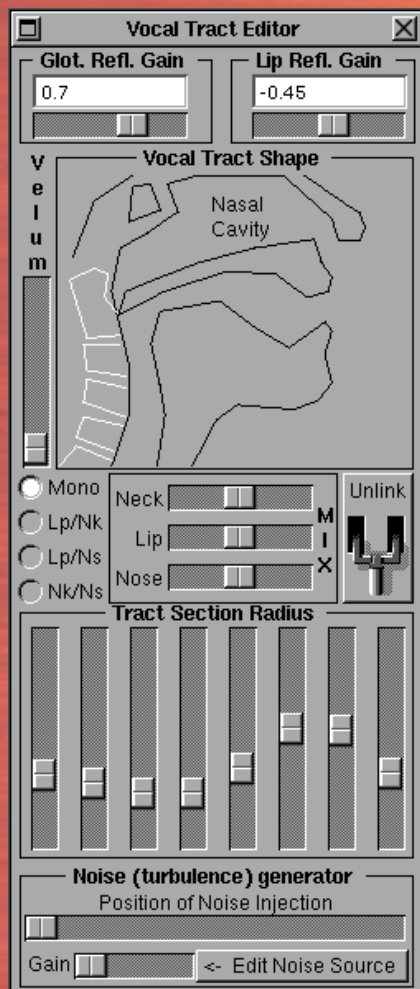 Vocal Tract Editor
Glot. Refl. Gain
Lip Refl. Gain
0.7
-0.45
Velum
Vocal Tract Shape
Nasal
Cavity
Mono
Lp/Nk
Lp/Ns
Nk/Ns
Neck
Lip
Nose
MIX
Unlink
Tract Section Radius
Noise (turbulence) generator
Position of Noise Injection
Gain
<- Edit Noise Source